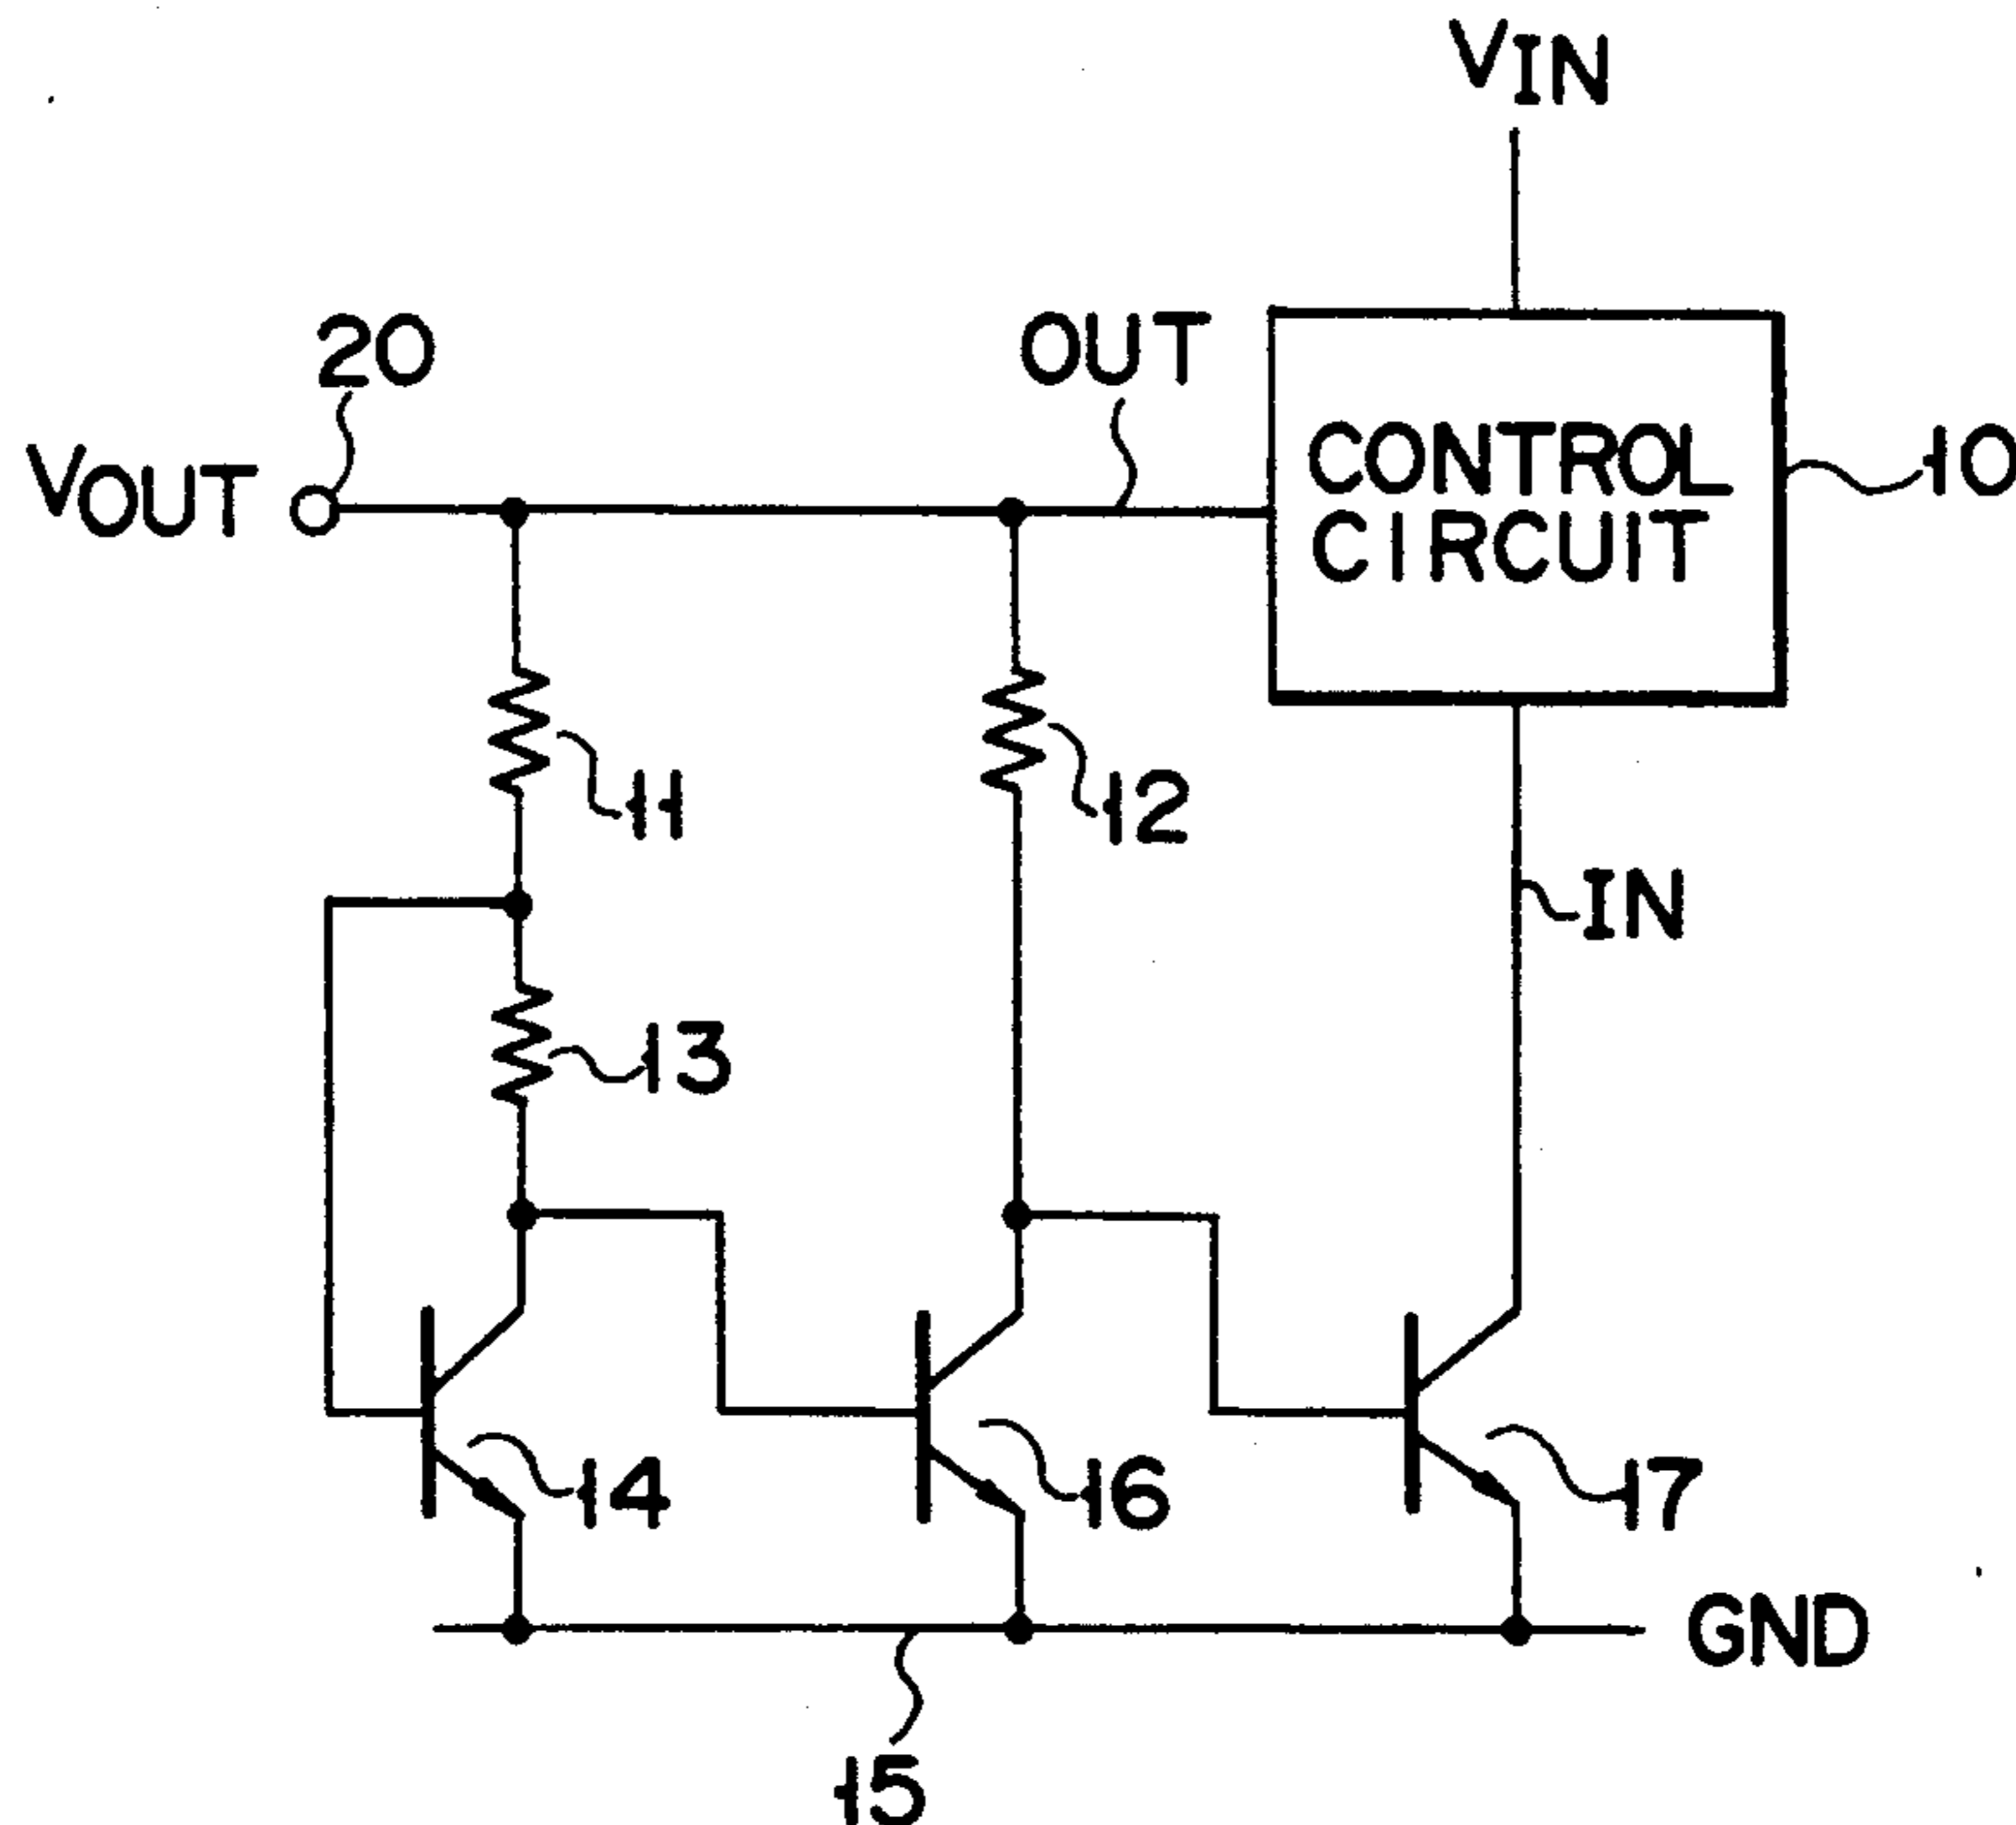 VIN
20
OUT
VOUT
CONTROL
CIRCUIT
10
11
12
IN
13
14
16
17
GND
15